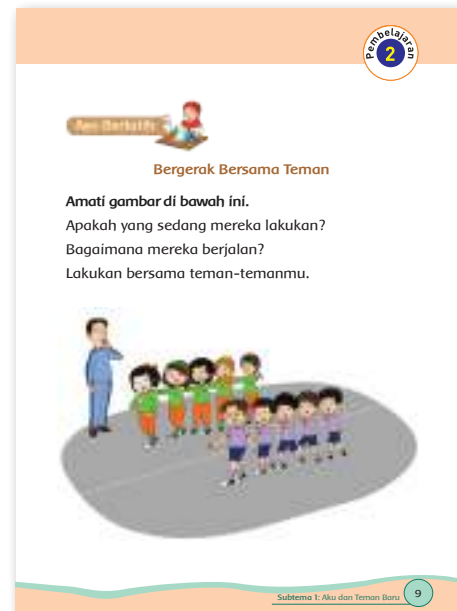 Pembelajaran
2
Ayo Berkreasi
Bergerak Bersama Teman
Amati gambar di bawah ini.
Apakah yang sedang mereka lakukan?
Bagaimana mereka berjalan?
Lakukan bersama teman-temanmu.
Subtema 1: Aku dan Teman Baru
9